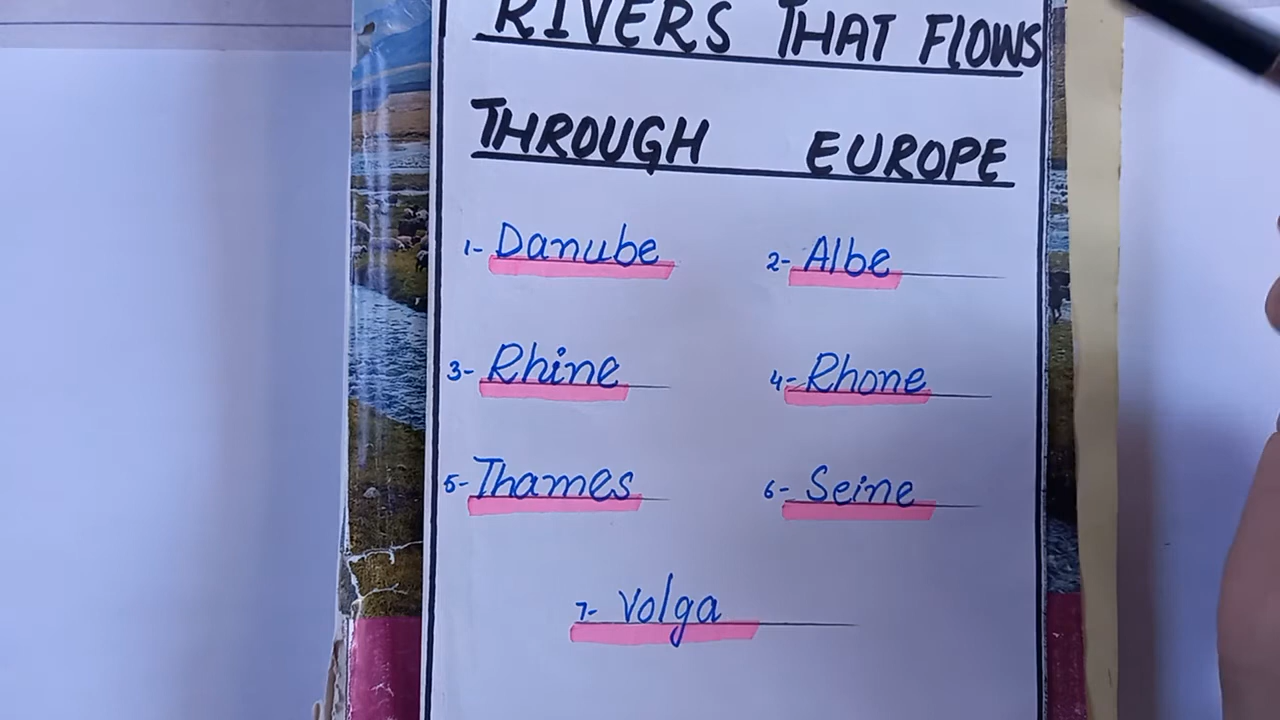 RIVERS THAT FlOWS
THROUGH EUROPE
1- Danube 2- Albe
3- Rhine 4- Rhone
5- Thames 6- Seine
7- Volga